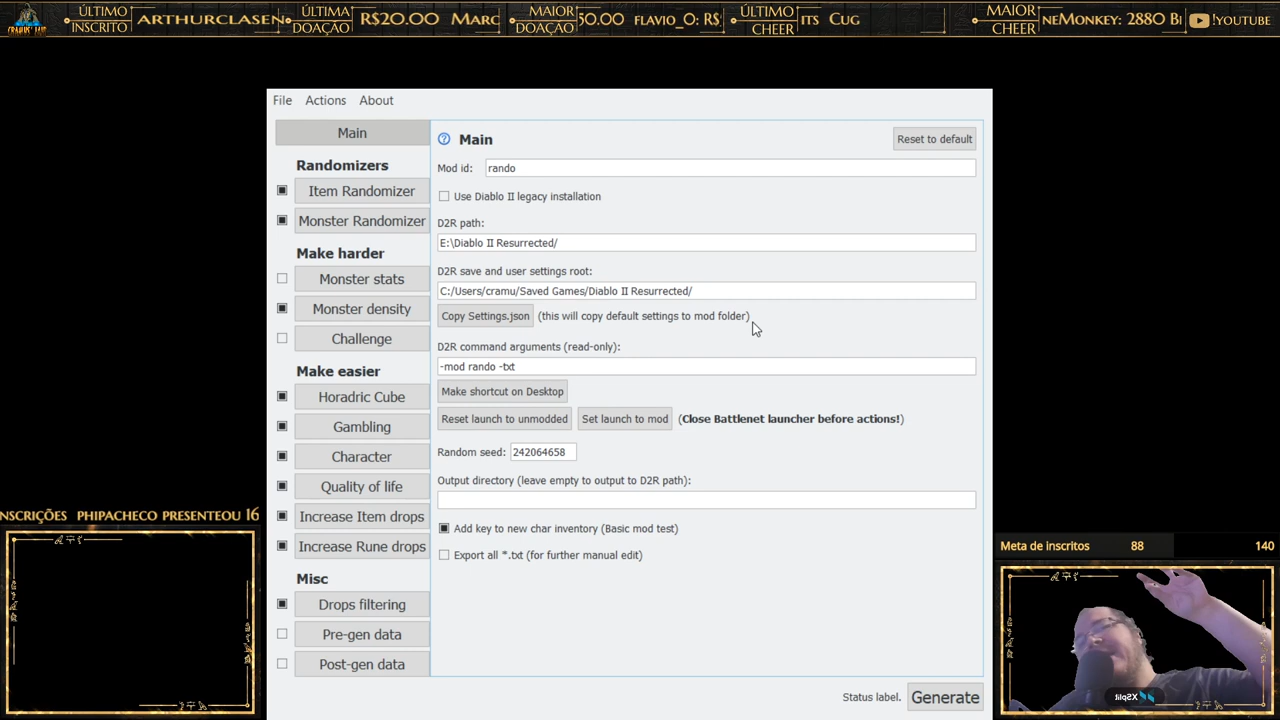 ÚLTIMO INSCRITO
ARTHURCLASEN
ÚLTIMA DOAÇÃO
R$20.00 Marc
MAIOR DOAÇÃO
50.00 FLAVIO_0: R$
ÚLTIMO CHEER
ITS CUG
MAIOR CHEER
NEMONKEY: 2880 BI
!YOUTUBE
File Actions About
Main
Randomizers
Item Randomizer
Monster Randomizer
Make harder
Monster stats
Monster density
Challenge
Make easier
Horadric Cube
Gambling
Character
Quality of life
Increase Item drops
Increase Rune drops
Misc
Drops filtering
Pre-gen data
Post-gen data
Main
Reset to default
Mod id: rando
Use Diablo II legacy installation
D2R path:
E:\Diablo II Resurrected/
D2R save and user settings root:
C:/Users/cramu/Saved Games/Diablo II Resurrected/
Copy Settings.json (this will copy default settings to mod folder)
D2R command arguments (read-only):
-mod rando -txt
Make shortcut on Desktop
Reset launch to unmodded Set launch to mod (Close Battlenet launcher before actions!)
Random seed: 242064658
Output directory (leave empty to output to D2R path):
Add key to new char inventory (Basic mod test)
Export all *.txt (for further manual edit)
Status label. Generate
NSCRIÇÕES PHIPACHECO PRESENTEOU 16
Meta de inscritos 88 140
XSplit